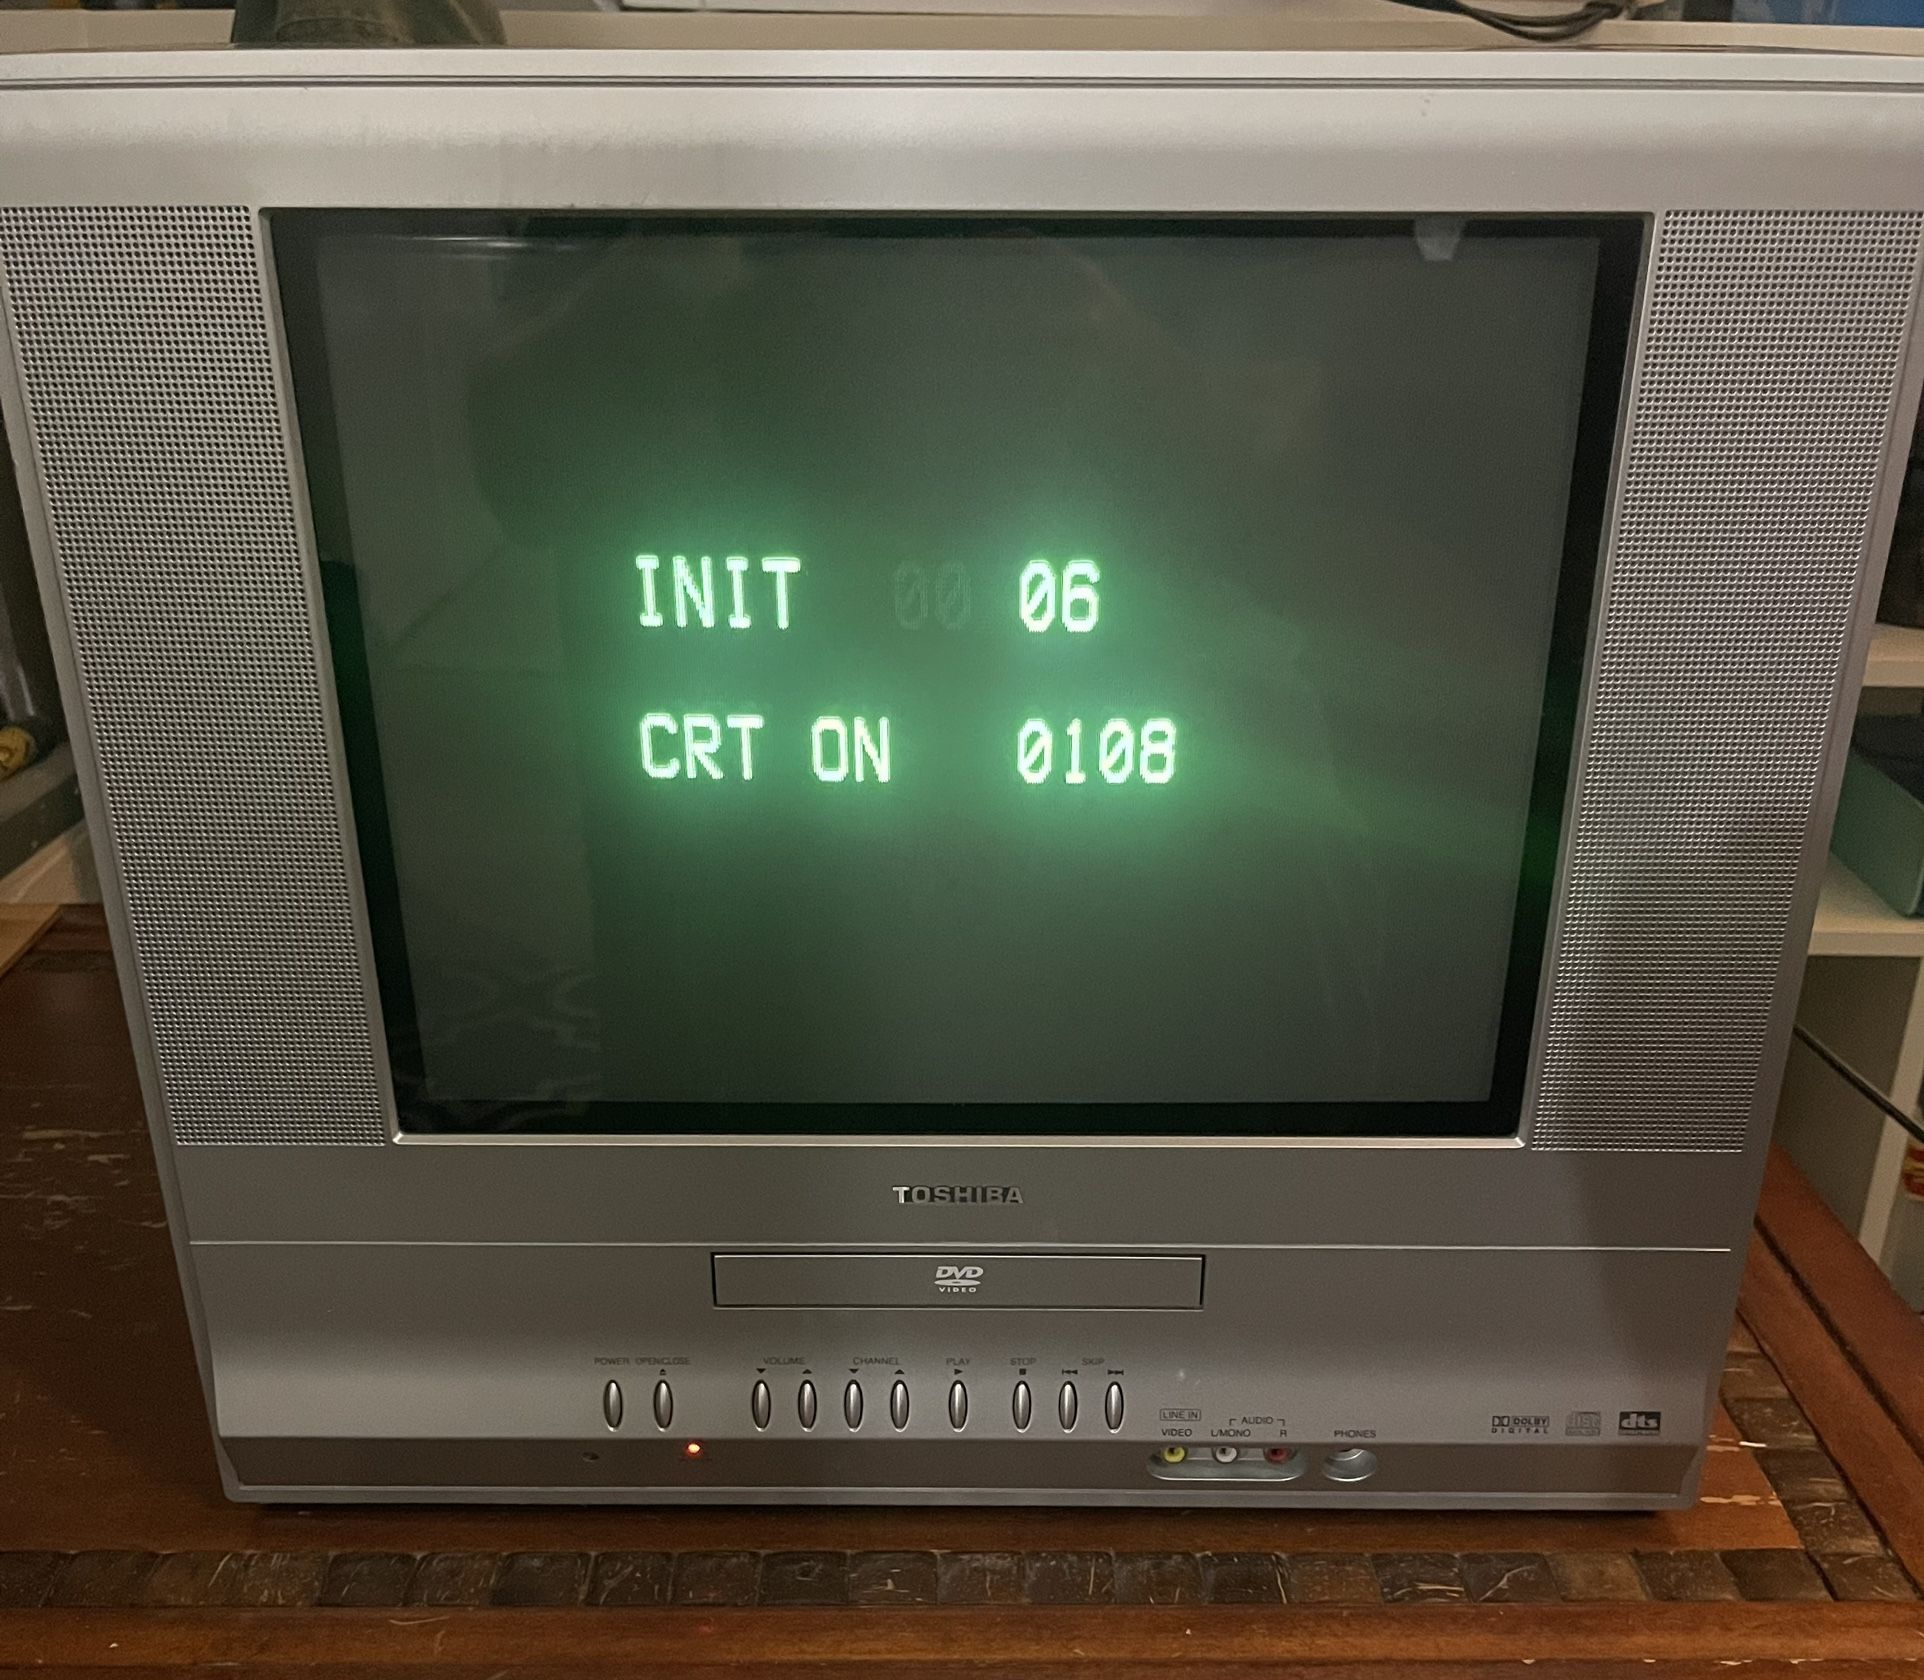 INIT 00 06
CRT ON 0108
TOSHIBA
DVD
VIDEO
POWER OPEN/CLOSE VOLUME CHANNEL PLAY STOP SKIP
LINE IN AUDIO
VIDEO L/MONO R PHONES
DOLBY
DIGITAL
disc
dts